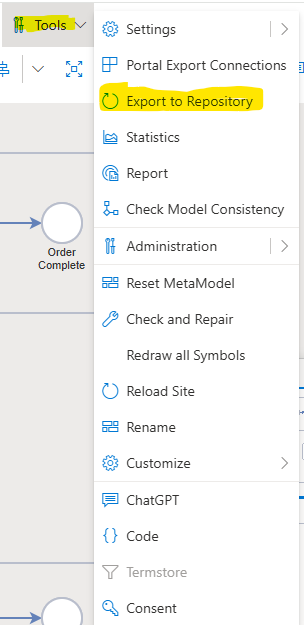 Tools
Settings
Portal Export Connections
Export to Repository
Statistics
Report
Check Model Consistency
Administration
Reset MetaModel
Check and Repair
Redraw all Symbols
Reload Site
Rename
Customize
ChatGPT
Code
Termstore
Consent
Order
Complete